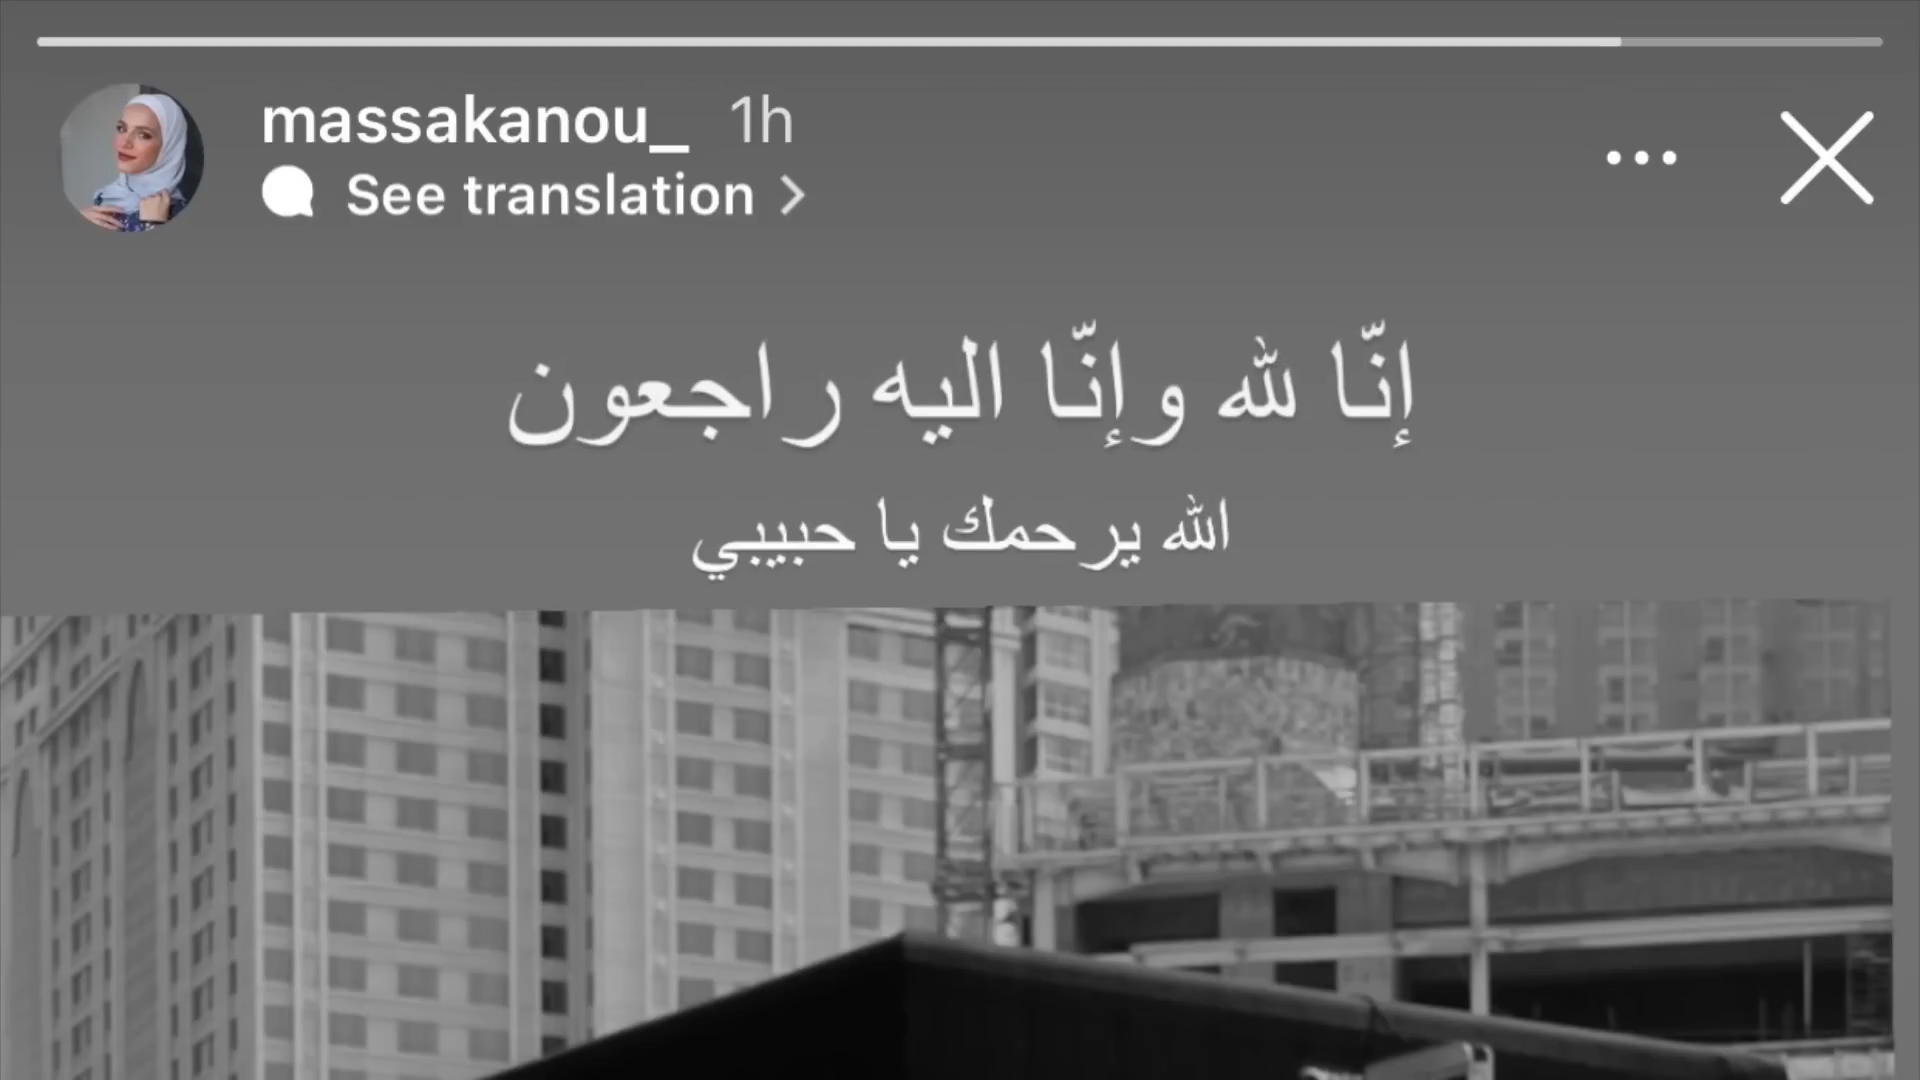 massakanou_ 1h
See translation >
إنّا لله وإنّا اليه راجعون
الله يرحمك يا حبيبي